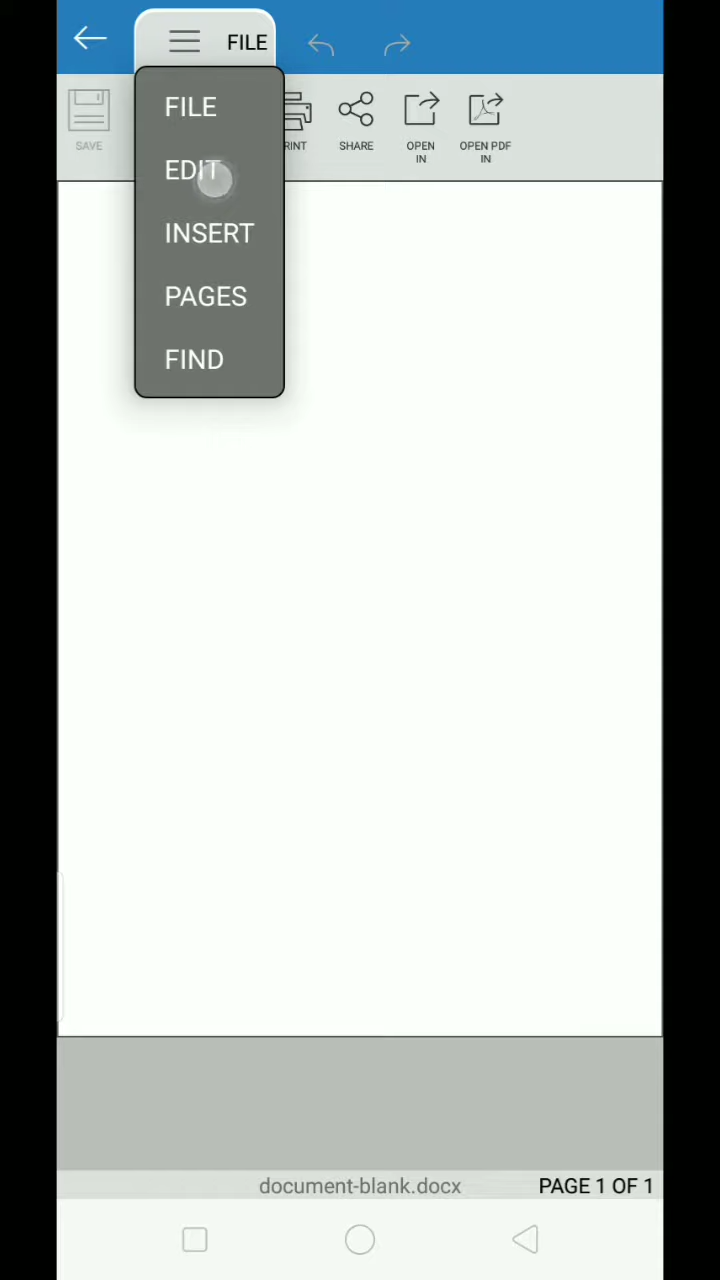 FILE
SAVE
RINT
SHARE
OPEN
IN
OPEN PDF
IN
FILE
EDIT
INSERT
PAGES
FIND
document-blank.docx
PAGE 1 OF 1